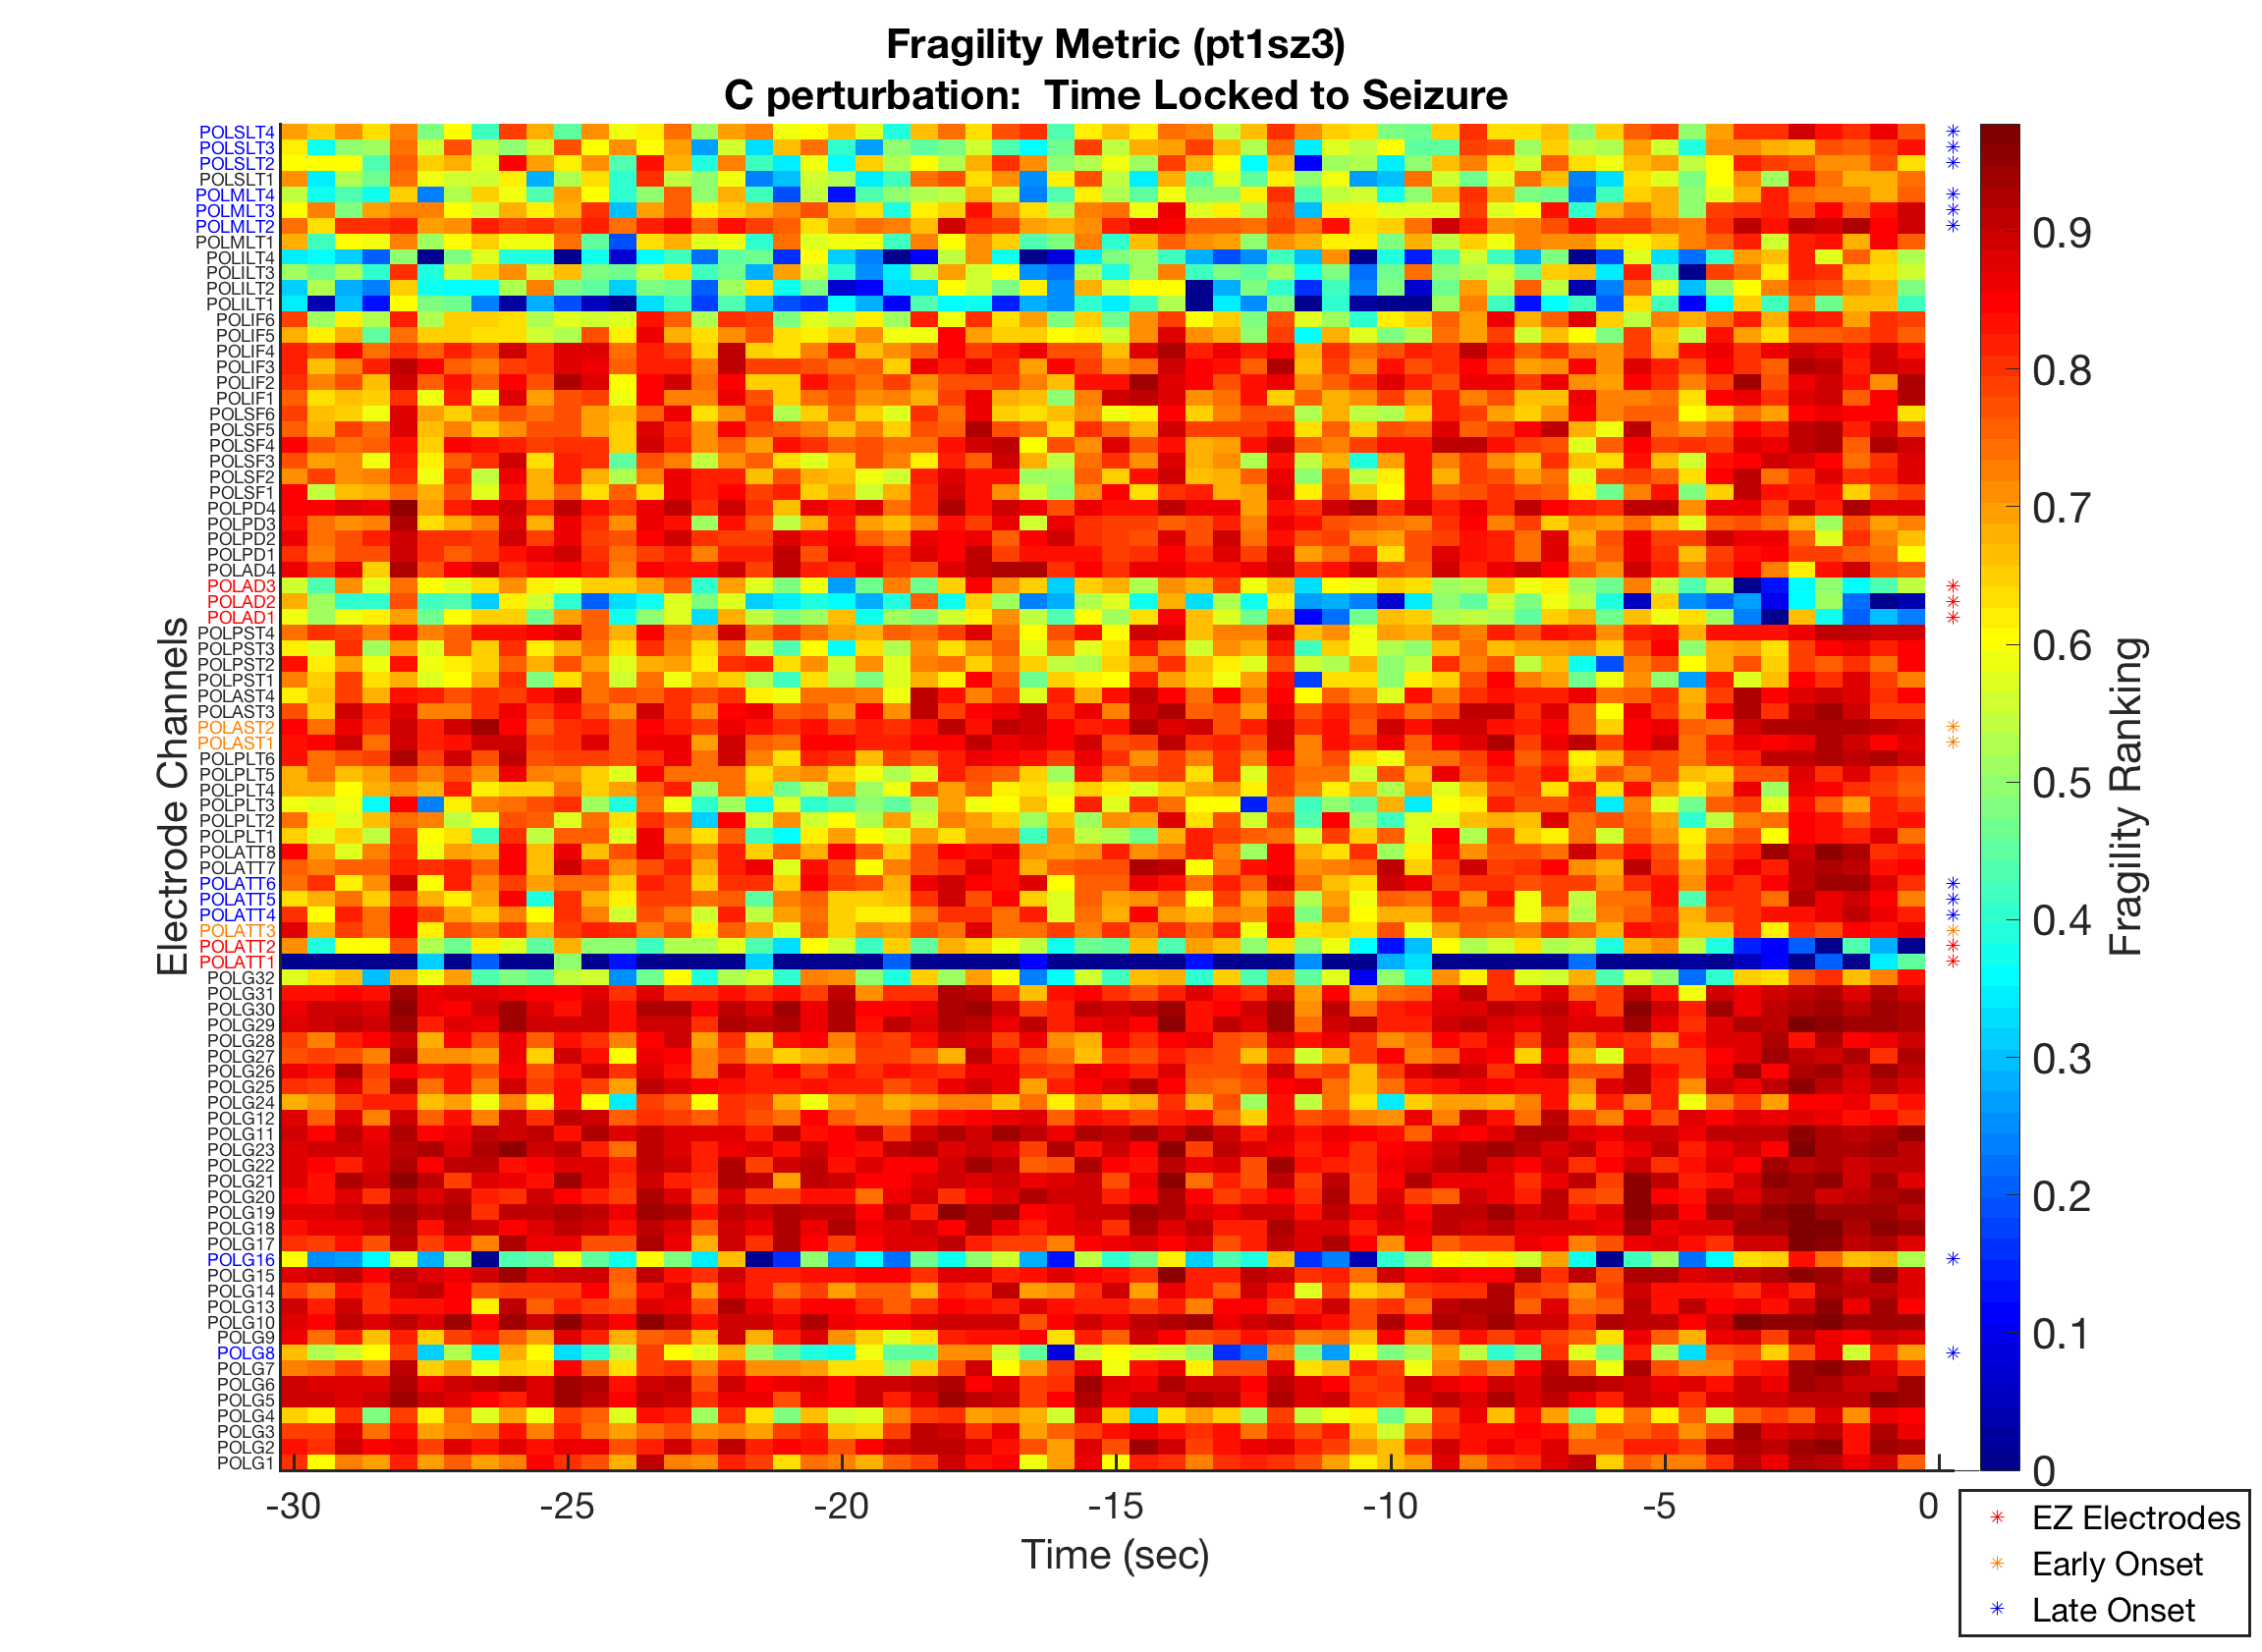 Fragility Metric (pt1sz3)
C perturbation: Time Locked to Seizure
Electrode Channels
POLSLT4
POLSLT3
POLSLT2
POLSLT1
POLMLT4
POLMLT3
POLMLT2
POLMLT1
POLILT4
POLILT3
POLILT2
POLILT1
POLIF6
POLIF5
POLIF4
POLIF3
POLIF2
POLIF1
POLSF6
POLSF5
POLSF4
POLSF3
POLSF2
POLSF1
POLPD4
POLPD3
POLPD2
POLPD1
POLAD4
POLAD3
POLAD2
POLAD1
POLPST4
POLPST3
POLPST2
POLPST1
POLAST4
POLAST3
POLAST2
POLAST1
POLPLT6
POLPLT5
POLPLT4
POLPLT3
POLPLT2
POLPLT1
POLATT8
POLATT7
POLATT6
POLATT5
POLATT4
POLATT3
POLATT2
POLATT1
POLG32
POLG31
POLG30
POLG29
POLG28
POLG27
POLG26
POLG25
POLG24
POLG12
POLG11
POLG23
POLG22
POLG21
POLG20
POLG19
POLG18
POLG17
POLG16
POLG15
POLG14
POLG13
POLG10
POLG9
POLG8
POLG7
POLG6
POLG5
POLG4
POLG3
POLG2
POLG1
-30 -25 -20 -15 -10 -5 0
Time (sec)
0.9
0.8
0.7
0.6
0.5
0.4
0.3
0.2
0.1
0
Fragility Ranking
EZ Electrodes
Early Onset
Late Onset